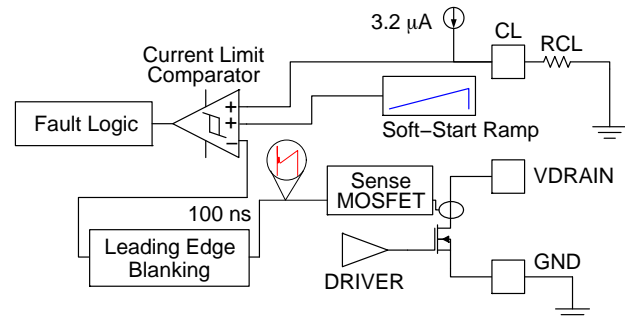 3.2 µA
CL
RCL
Current Limit
Comparator
Fault Logic
+
+
−
Soft−Start Ramp
Sense
MOSFET
VDRAIN
100 ns
Leading Edge
Blanking
DRIVER
GND